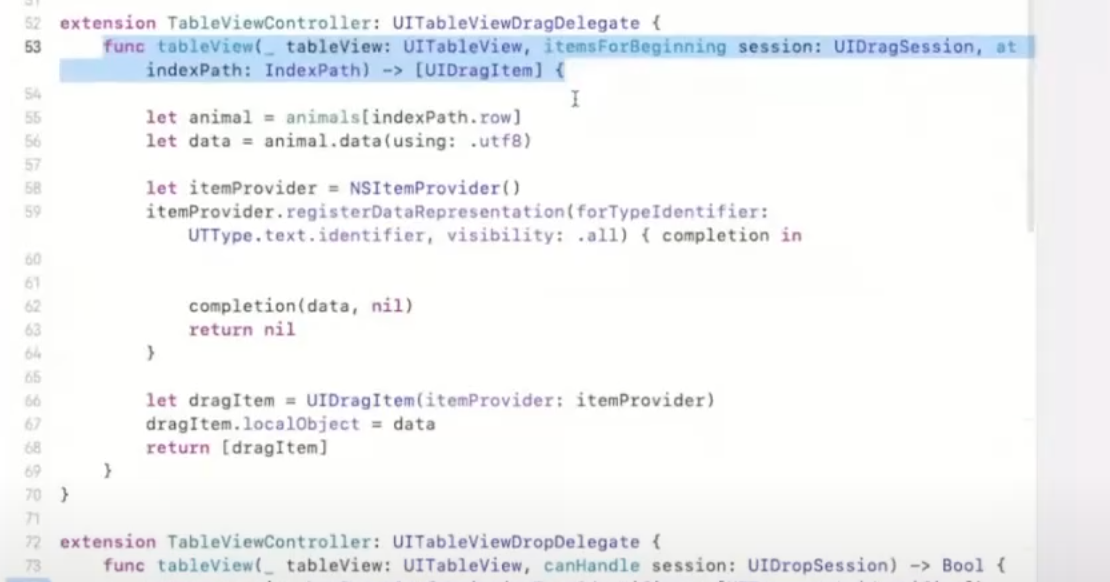 52 extension TableViewController: UITableViewDragDelegate {
53 func tableView(_ tableView: UITableView, itemsForBeginning session: UIDragSession, at
indexPath: IndexPath) -> [UIDragItem] {
54
55 let animal = animals[indexPath.row]
56 let data = animal.data(using: .utf8)
57
58 let itemProvider = NSItemProvider()
59 itemProvider.registerDataRepresentation(forTypeIdentifier:
UTType.text.identifier, visibility: .all) { completion in
60
61
62 completion(data, nil)
63 return nil
64 }
65
66 let dragItem = UIDragItem(itemProvider: itemProvider)
67 dragItem.localObject = data
68 return [dragItem]
69 }
70 }
71
72 extension TableViewController: UITableViewDropDelegate {
73 func tableView(_ tableView: UITableView, canHandle session: UIDropSession) -> Bool {